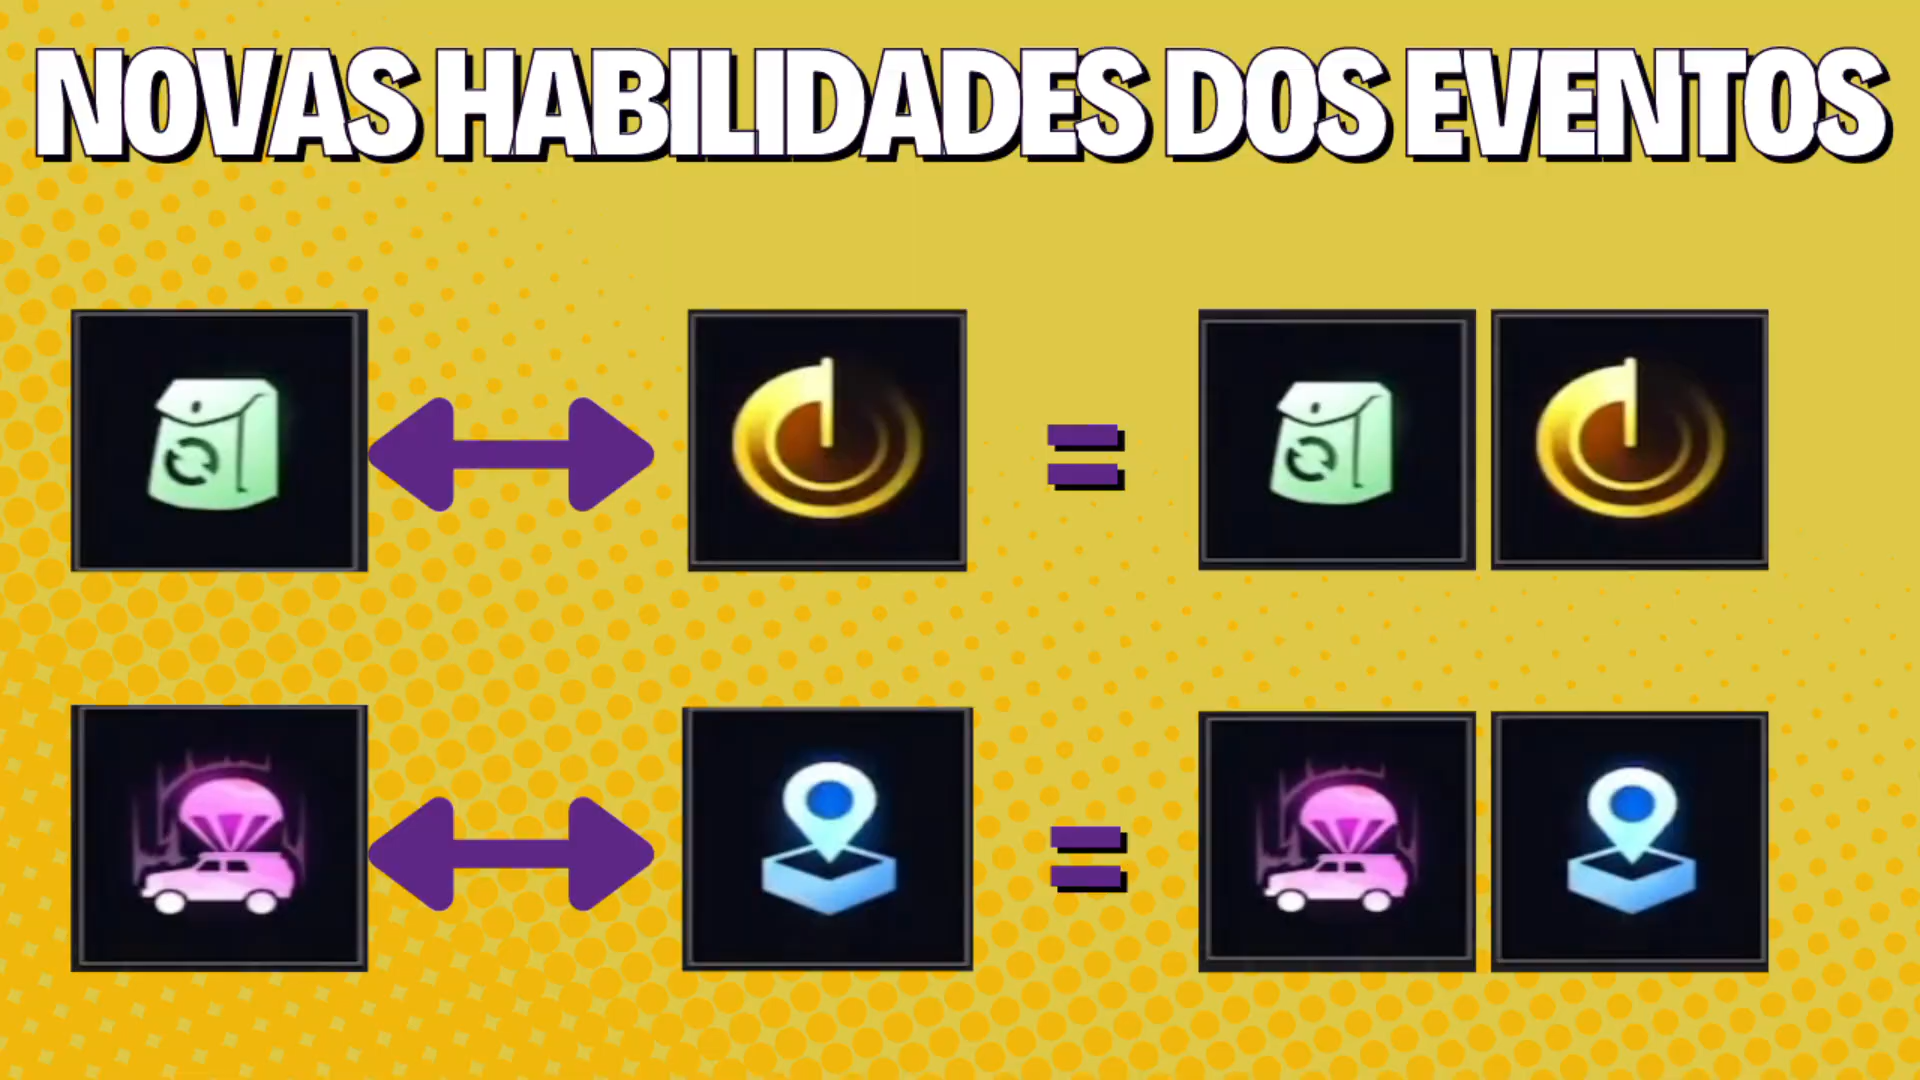 NOVAS HABILIDADES DOS EVENTOS
=
=